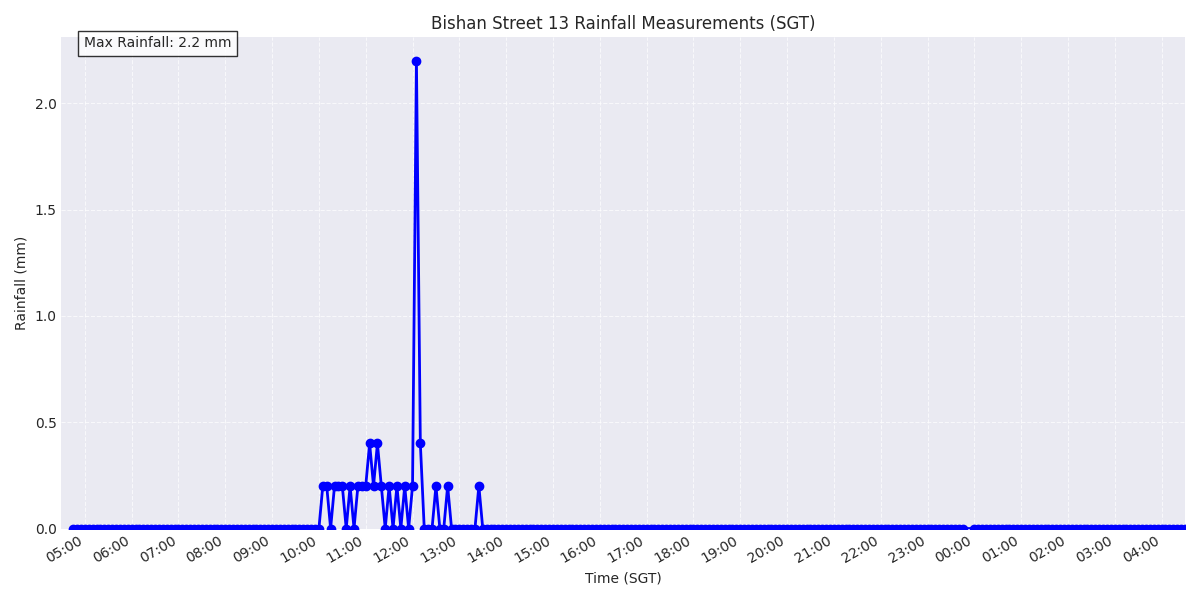 Bishan Street 13 Rainfall Measurements (SGT)
Max Rainfall: 2.2 mm
Rainfall (mm)
2.0
1.5
1.0
0.5
0.0
05:00 06:00 07:00 08:00 09:00 10:00 11:00 12:00 13:00 14:00 15:00 16:00 17:00 18:00 19:00 20:00 21:00 22:00 23:00 00:00 01:00 02:00 03:00 04:00
Time (SGT)